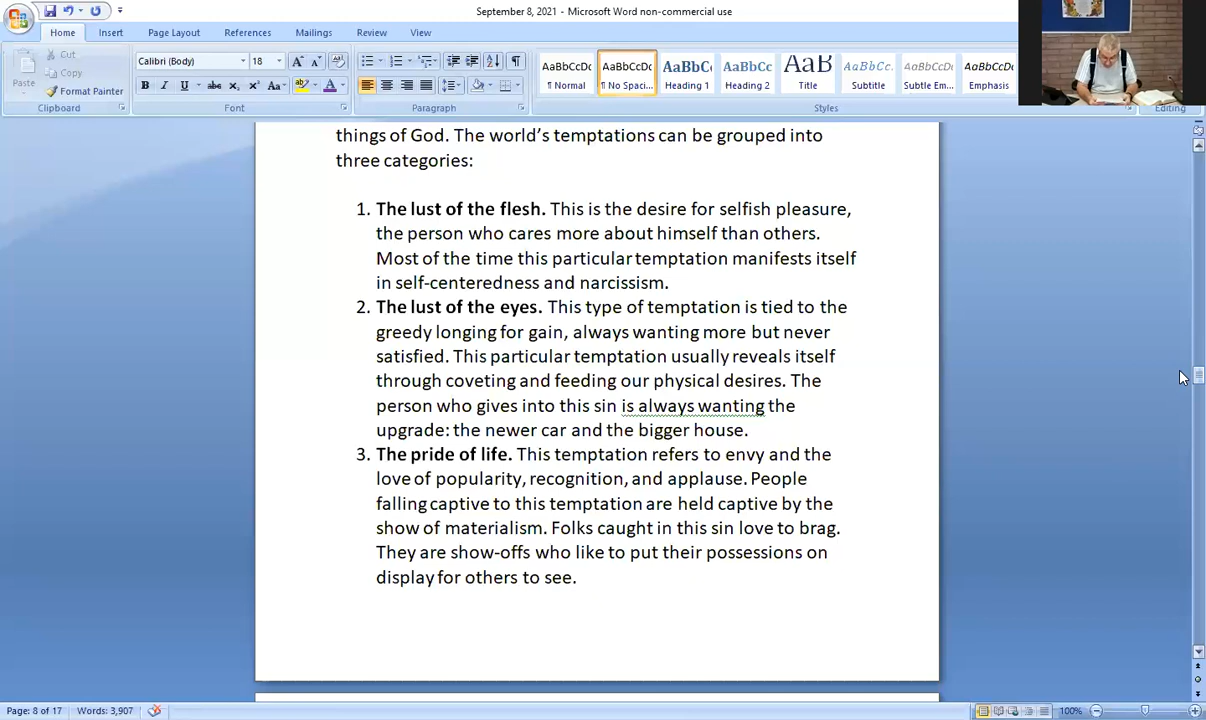 September 8, 2021 - Microsoft Word non-commercial use
Home Insert Page Layout References Mailings Review View
Cut
Copy
Paste
Format Painter
Clipboard
Calibri (Body) 18
Font
Paragraph
AaBbCcDc AaBbCcDc AaBbC AaBbCc AaB AaBbCcD AaBbCcD AaBbCcDc
¶ Normal ¶ No Spaci... Heading 1 Heading 2 Title Subtitle Subtle Em... Emphasis
Styles
Editing
things of God. The world’s temptations can be grouped into
three categories:
1. The lust of the flesh. This is the desire for selfish pleasure,
the person who cares more about himself than others.
Most of the time this particular temptation manifests itself
in self-centeredness and narcissism.
2. The lust of the eyes. This type of temptation is tied to the
greedy longing for gain, always wanting more but never
satisfied. This particular temptation usually reveals itself
through coveting and feeding our physical desires. The
person who gives into this sin is always wanting the
upgrade: the newer car and the bigger house.
3. The pride of life. This temptation refers to envy and the
love of popularity, recognition, and applause. People
falling captive to this temptation are held captive by the
show of materialism. Folks caught in this sin love to brag.
They are show-offs who like to put their possessions on
display for others to see.
Page: 8 of 17 Words: 3,907 100%